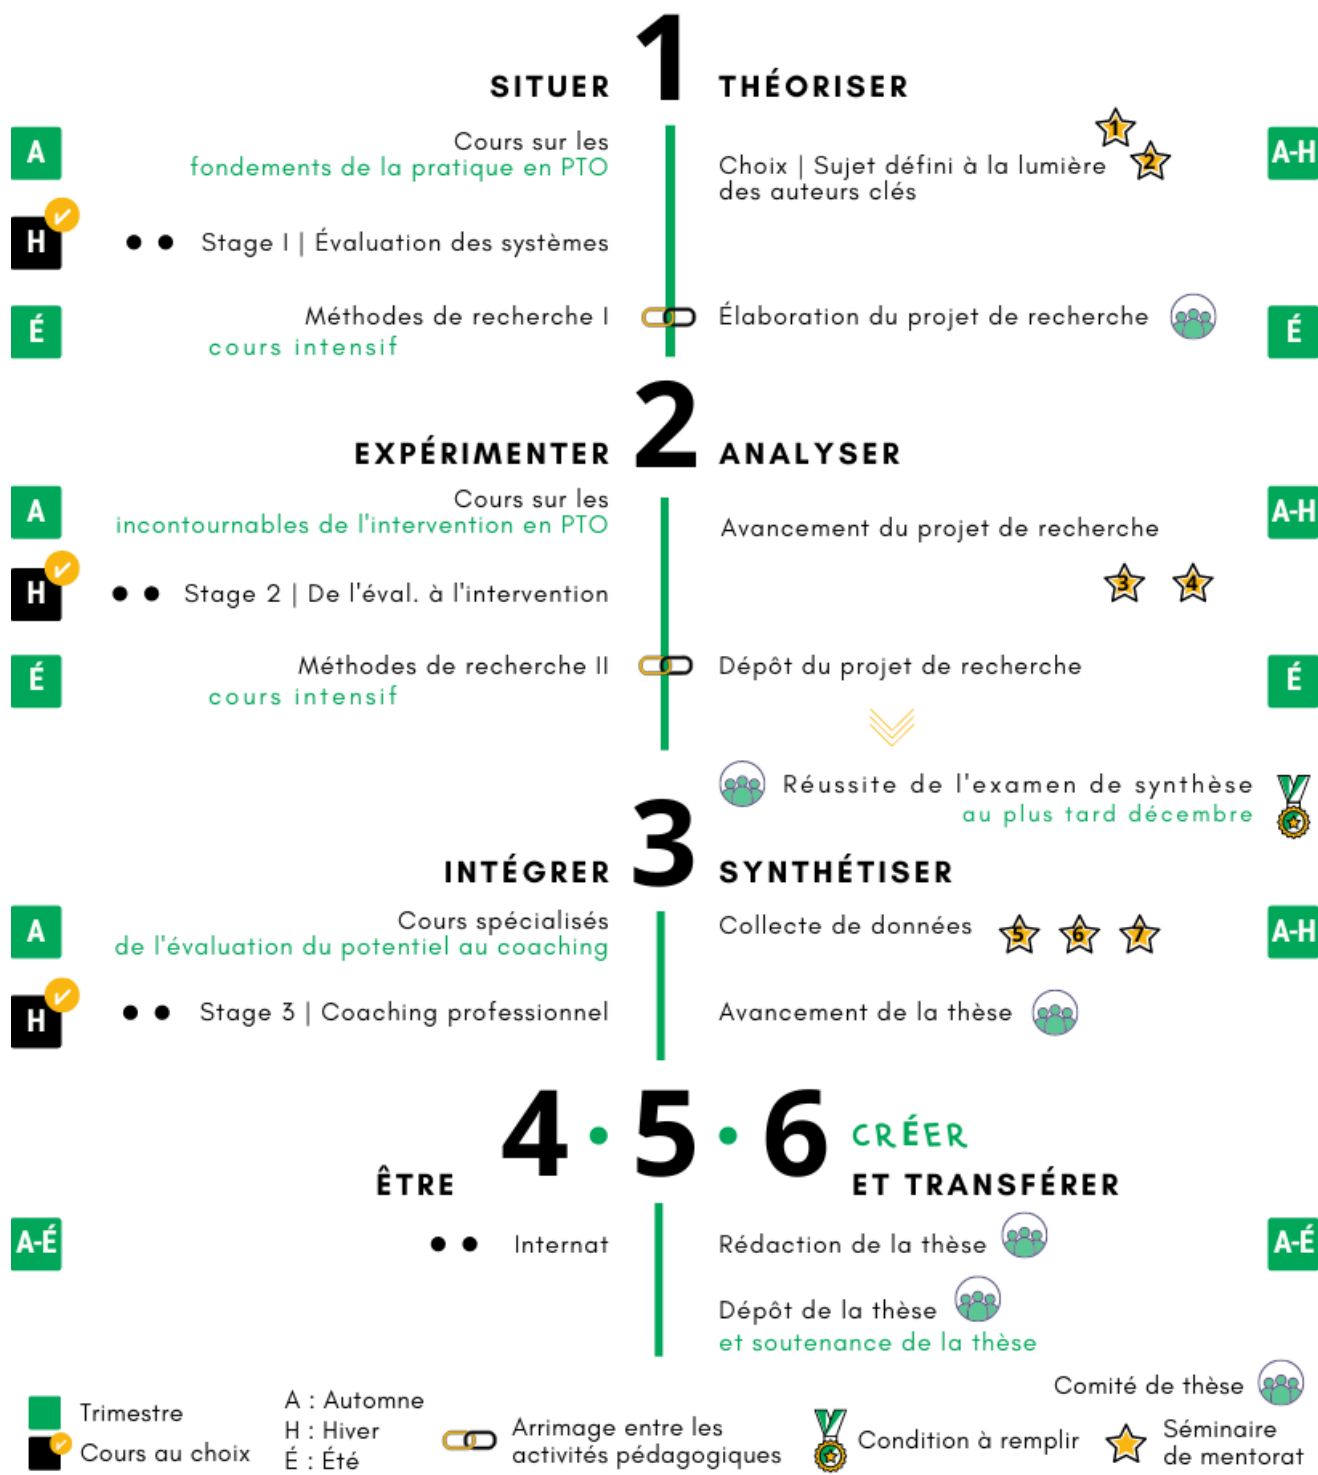 1
SITUER
THÉORISER
A
Cours sur les
fondements de la pratique en PTO
1
2
Choix | Sujet défini à la lumière
des auteurs clés
A-H
H
Stage I | Évaluation des systèmes
É
Méthodes de recherche I
cours intensif
Élaboration du projet de recherche
É
2
EXPÉRIMENTER
ANALYSER
A
Cours sur les
incontournables de l'intervention en PTO
Avancement du projet de recherche
A-H
H
Stage 2 | De l'éval. à l'intervention
3
4
É
Méthodes de recherche II
cours intensif
Dépôt du projet de recherche
É
Réussite de l'examen de synthèse
au plus tard décembre
3
INTÉGRER
SYNTHÉTISER
A
Cours spécialisés
de l'évaluation du potentiel au coaching
Collecte de données
5
6
7
A-H
H
Stage 3 | Coaching professionnel
Avancement de la thèse
4 • 5 • 6
CRÉER
ÊTRE
ET TRANSFÉRER
A-É
Internat
Rédaction de la thèse
A-É
Dépôt de la thèse
et soutenance de la thèse
Comité de thèse
Trimestre
Cours au choix
A : Automne
H : Hiver
É : Été
Arrimage entre les
activités pédagogiques
Condition à remplir
Séminaire
de mentorat